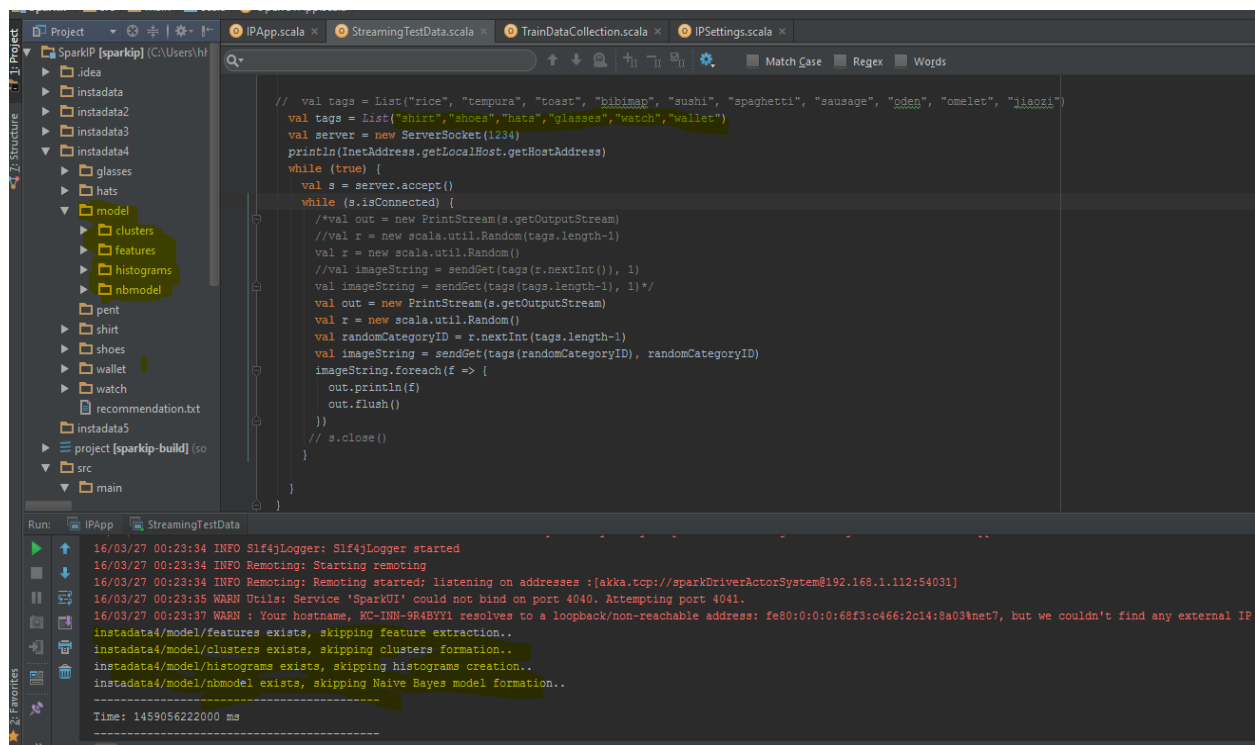 Project
IPApp.scala
StreamingTestData.scala
TrainDataCollection.scala
IPSettings.scala
1: Project
7: Structure
2: Favorites
SparkIP [sparkip] (C:\Users\hh
.idea
instadata
instadata2
instadata3
instadata4
glasses
hats
model
clusters
features
histograms
nbmodel
pent
shirt
shoes
wallet
watch
recommendation.txt
instadata5
project [sparkip-build] (so
src
main
Match Case
Regex
Words
// val tags = List("rice", "tempura", "toast", "bibimap", "sushi", "spaghetti", "sausage", "oden", "omelet", "jiaozi")
val tags = List("shirt","shoes","hats","glasses","watch","wallet")
val server = new ServerSocket(1234)
println(InetAddress.getLocalHost.getHostAddress)
while (true) {
val s = server.accept()
while (s.isConnected) {
/*val out = new PrintStream(s.getOutputStream)
//val r = new scala.util.Random(tags.length-1)
val r = new scala.util.Random()
//val imageString = sendGet(tags(r.nextInt()), 1)
val imageString = sendGet(tags(tags.length-1), 1)*/
val out = new PrintStream(s.getOutputStream)
val r = new scala.util.Random()
val randomCategoryID = r.nextInt(tags.length-1)
val imageString = sendGet(tags(randomCategoryID), randomCategoryID)
imageString.foreach(f => {
out.println(f)
out.flush()
})
// s.close()
}
}
}
Run:
IPApp
StreamingTestData
16/03/27 00:23:34 INFO Slf4jLogger: Slf4jLogger started
16/03/27 00:23:34 INFO Remoting: Starting remoting
16/03/27 00:23:34 INFO Remoting: Remoting started; listening on addresses :[akka.tcp://sparkDriverActorSystem@192.168.1.112:54031]
16/03/27 00:23:35 WARN Utils: Service 'SparkUI' could not bind on port 4040. Attempting port 4041.
16/03/27 00:23:37 WARN : Your hostname, KC-INN-9R4BYY1 resolves to a loopback/non-reachable address: fe80:0:0:0:68f3:c466:2c14:8a03%net7, but we couldn't find any external IP
instadata4/model/features exists, skipping feature extraction..
instadata4/model/clusters exists, skipping clusters formation..
instadata4/model/histograms exists, skipping histograms creation..
instadata4/model/nbmodel exists, skipping Naive Bayes model formation..
-------------------------------------------
Time: 1459056222000 ms
-------------------------------------------